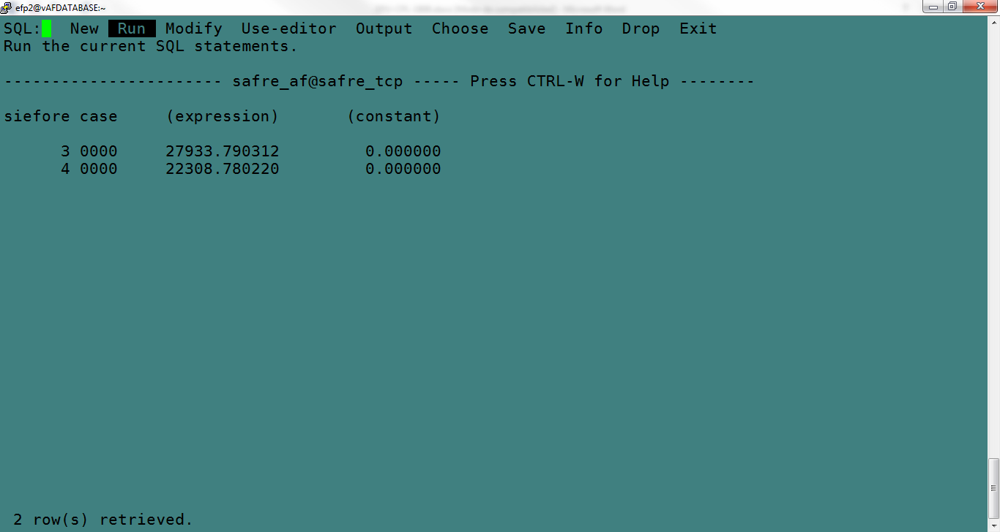 efp2@vAFDATABASE:~
SQL:  New  Run  Modify  Use-editor  Output  Choose  Save  Info  Drop  Exit
Run the current SQL statements.
----------------------- safre_af@safre_tcp ----- Press CTRL-W for Help --------
siefore case     (expression)       (constant)
      3 0000     27933.790312         0.000000
      4 0000     22308.780220         0.000000
2 row(s) retrieved.